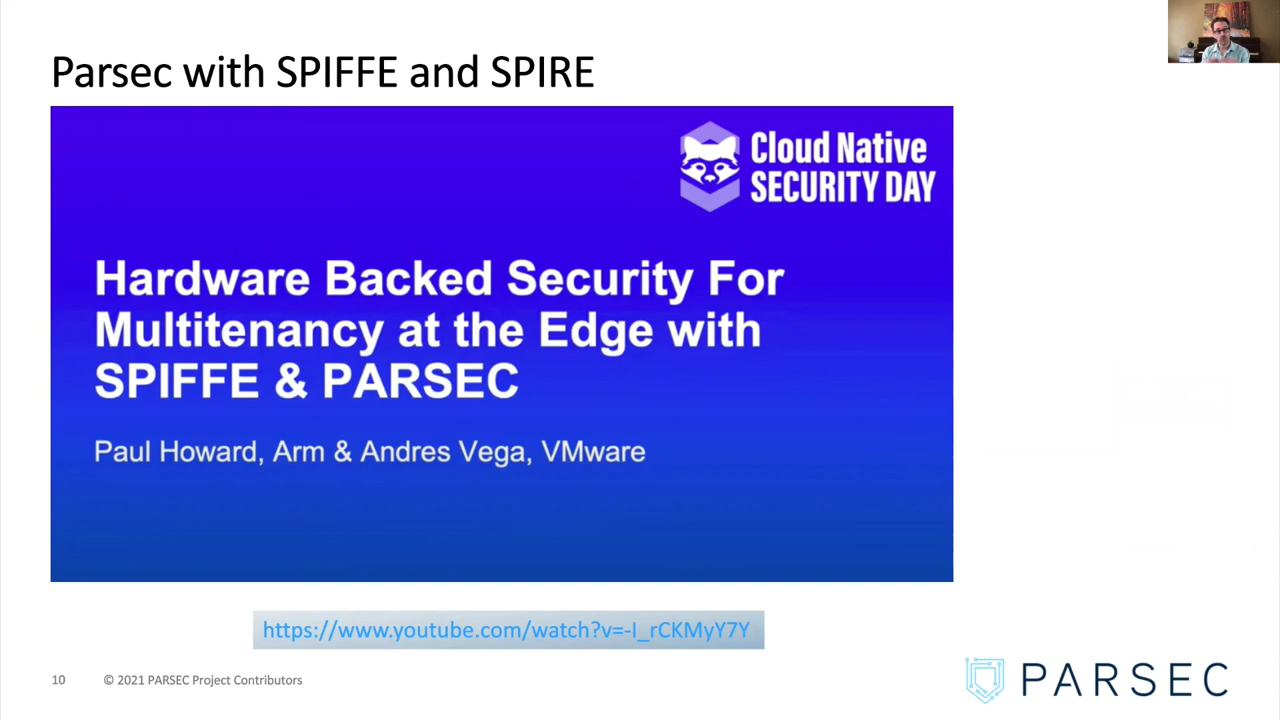 Parsec with SPIFFE and SPIRE
Cloud Native
SECURITY DAY
Hardware Backed Security For
Multitenancy at the Edge with
SPIFFE & PARSEC
Paul Howard, Arm & Andres Vega, VMware
https://www.youtube.com/watch?v=-I_rCKMyY7Y
10 © 2021 PARSEC Project Contributors
PARSEC